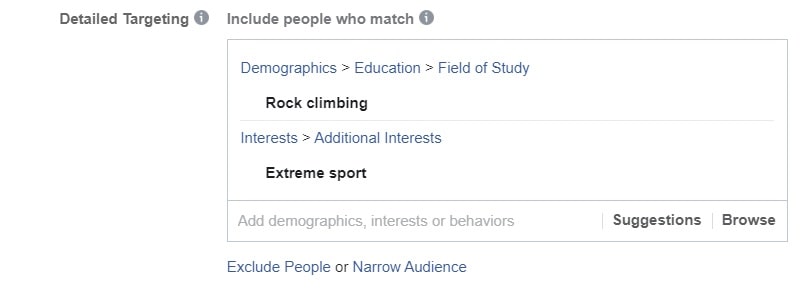 Detailed Targeting Include people who match
Demographics > Education > Field of Study
Rock climbing
Interests > Additional Interests
Extreme sport
Add demographics, interests or behaviors Suggestions Browse
Exclude People or Narrow Audience